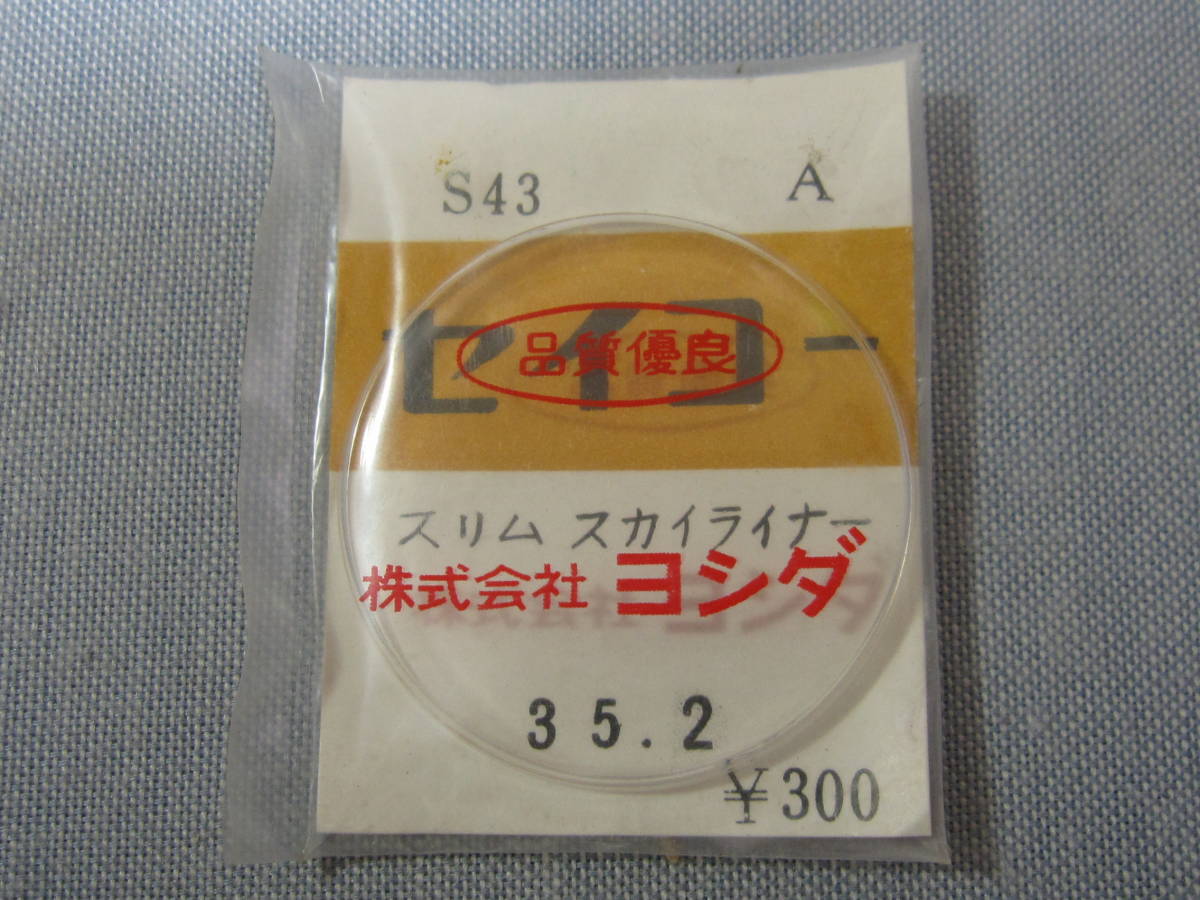 S43 A
セイコー
品質優良
スリム スカイライナー
株式会社 ヨシダ
35.2
¥300